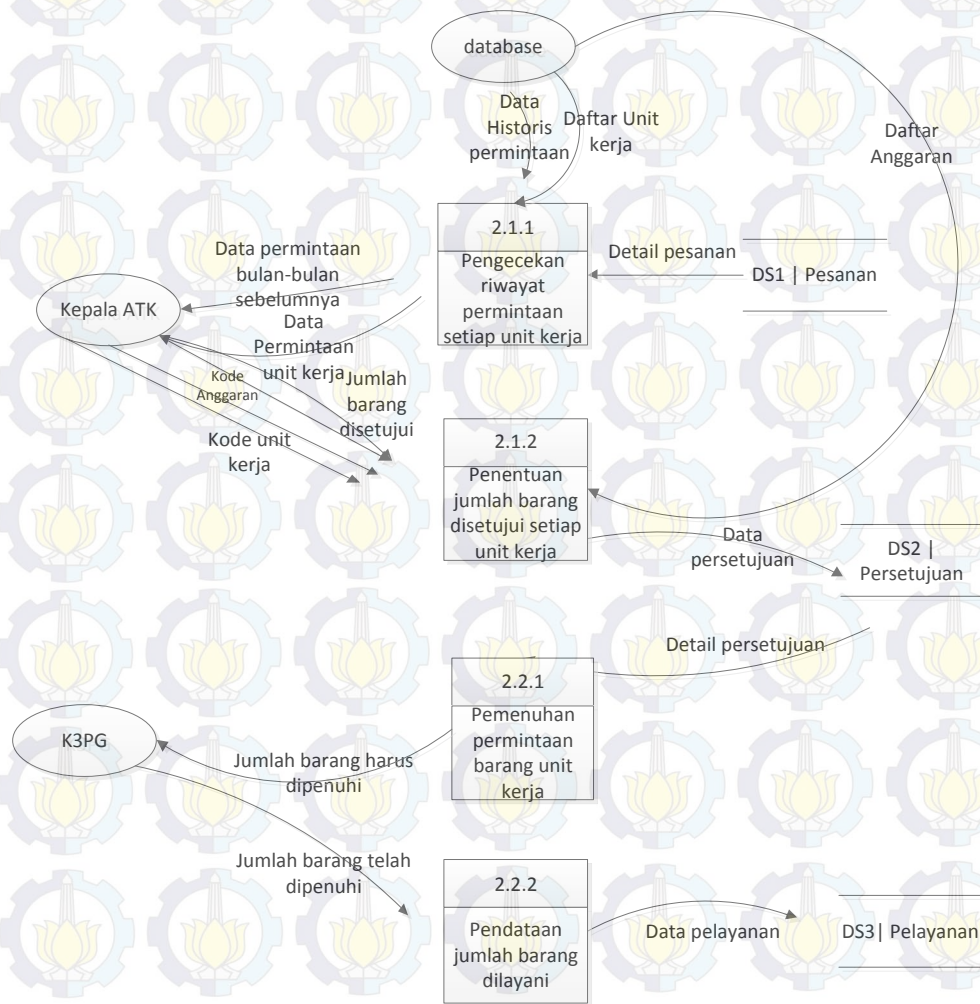 database
Data
Historis
permintaan
Daftar Unit
kerja
Daftar
Anggaran
2.1.1
Pengecekan
riwayat
permintaan
setiap unit kerja
Detail pesanan
DS1 | Pesanan
Data permintaan
bulan-bulan
sebelumnya
Kepala ATK
Data
Permintaan
unit kerja
Kode
Anggaran
Jumlah
barang
disetujui
Kode unit
kerja
2.1.2
Penentuan
jumlah barang
disetujui setiap
unit kerja
Data
persetujuan
DS2 |
Persetujuan
Detail persetujuan
2.2.1
Pemenuhan
permintaan
barang unit
kerja
K3PG
Jumlah barang harus
dipenuhi
Jumlah barang telah
dipenuhi
2.2.2
Pendataan
jumlah barang
dilayani
Data pelayanan
DS3| Pelayanan